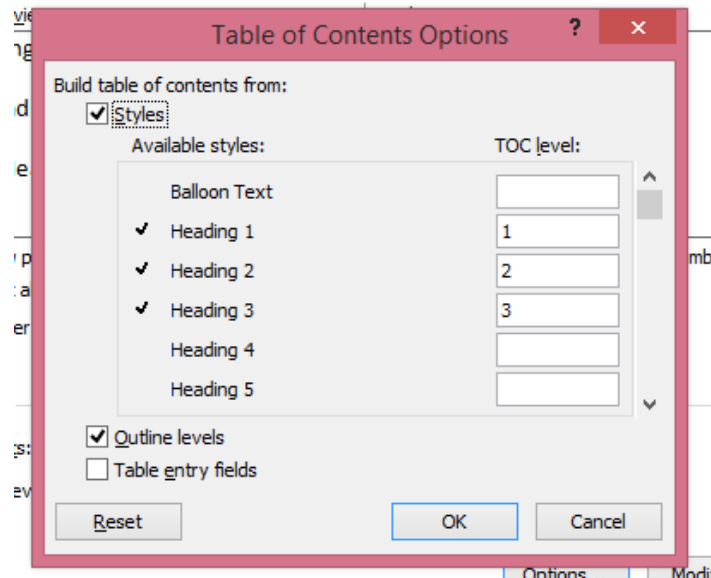 Table of Contents Options ? ×
Build table of contents from:
Styles
Available styles: TOC level:
Balloon Text
Heading 1 1
Heading 2 2
Heading 3 3
Heading 4
Heading 5
Outline levels
Table entry fields
Reset OK Cancel
Options...